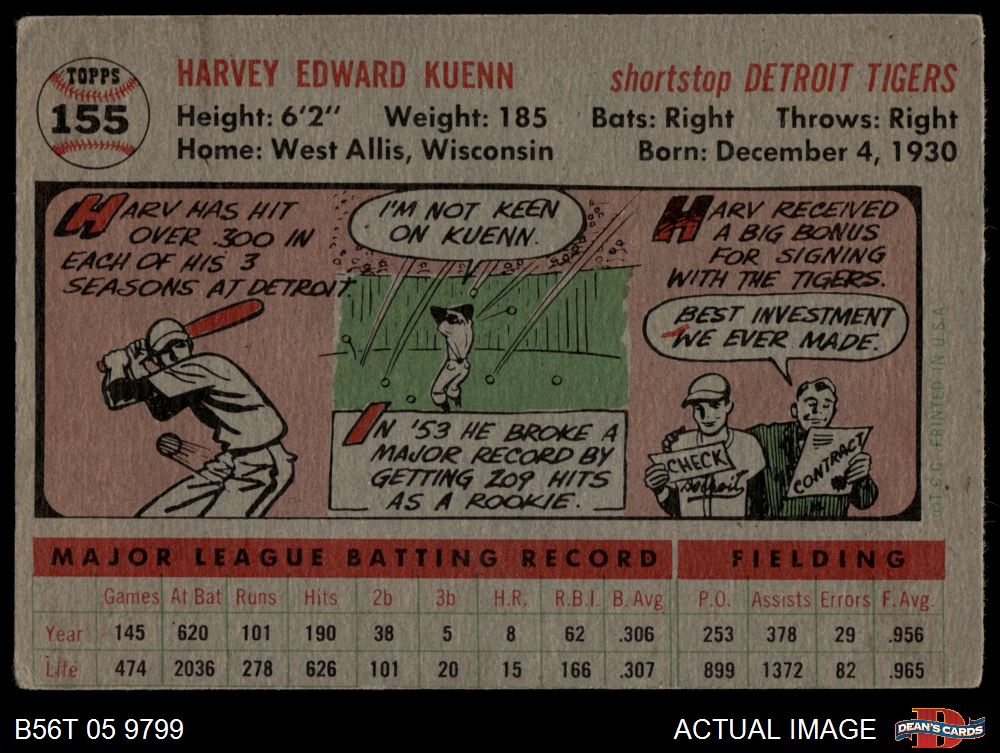 TOPPS
155
HARVEY EDWARD KUENN
shortstop DETROIT TIGERS
Height: 6'2" Weight: 185 Bats: Right Throws: Right
Home: West Allis, Wisconsin Born: December 4, 1930
HARV HAS HIT
OVER .300 IN
EACH OF HIS 3
SEASONS AT DETROIT.
I'M NOT KEEN
ON KUENN.
IN '53 HE BROKE A
MAJOR RECORD BY
GETTING 209 HITS
AS A ROOKIE.
HARV RECEIVED
A BIG BONUS
FOR SIGNING
WITH THE TIGERS.
BEST INVESTMENT
WE EVER MADE.
CHECK
Detroit
CONTRACT
©T.C.G. PRINTED IN U.S.A.
MAJOR LEAGUE BATTING RECORD FIELDING
Games At Bat Runs Hits 2b 3b H.R. R.B.I. B. Avg. P.O. Assists Errors F. Avg.
Year 145 620 101 190 38 5 8 62 .306 253 378 29 .956
Life 474 2036 278 626 101 20 15 166 .307 899 1372 82 .965
B56T 05 9799
ACTUAL IMAGE
D
DEAN'S CARDS